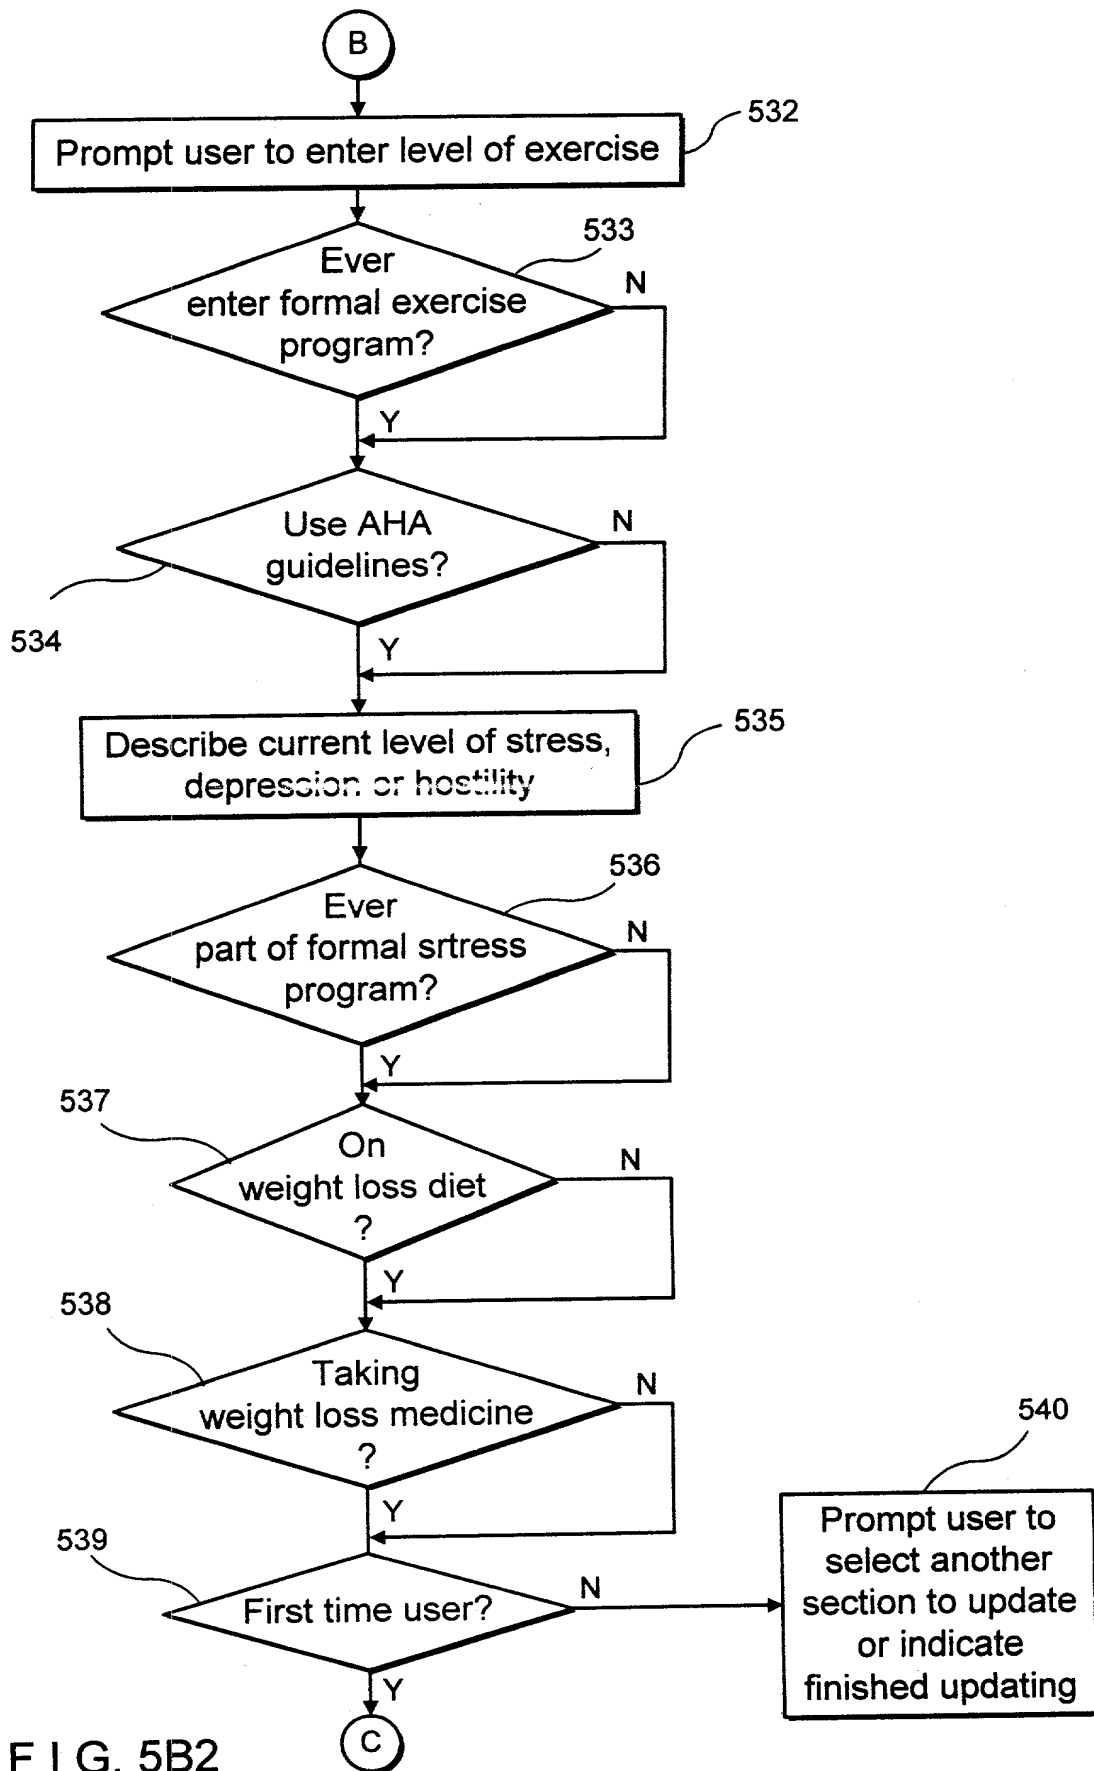 B
532
Prompt user to enter level of exercise
533
Ever
enter formal exercise
program?
N
Y
Use AHA
guidelines?
N
534
Y
535
Describe current level of stress,
depression or hostility
536
Ever
part of formal srtress
program?
N
Y
537
On
weight loss diet
?
N
Y
538
Taking
weight loss medicine
?
N
Y
540
Prompt user to
select another
section to update
or indicate
finished updating
539
First time user?
N
Y
C
F I G. 5B2